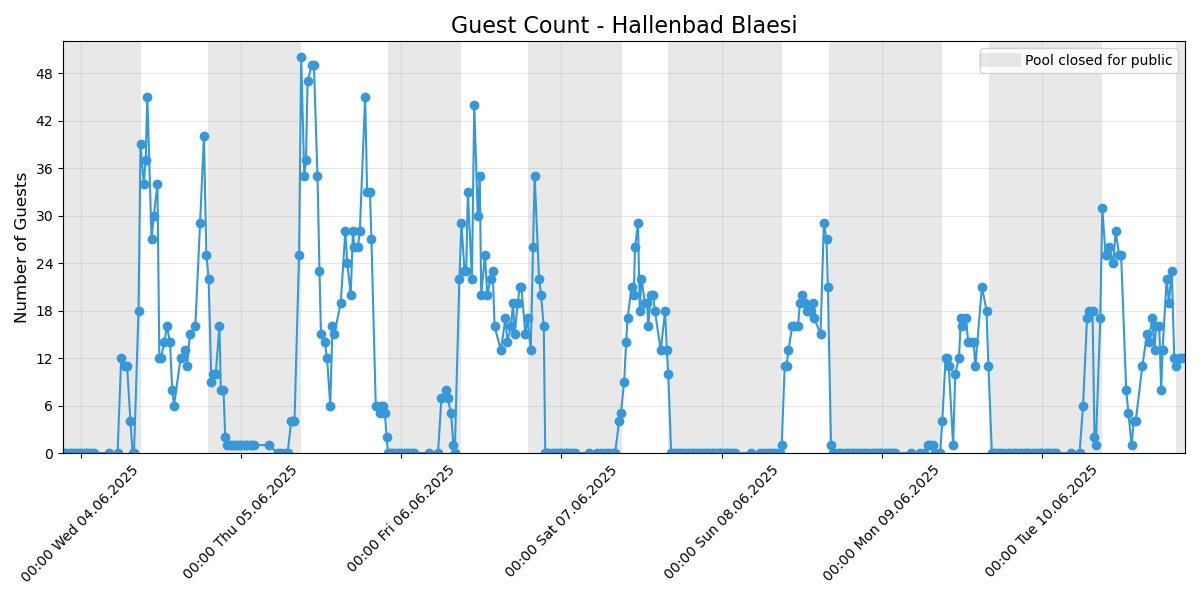 Guest Count - Hallenbad Blaesi
Pool closed for public
Number of Guests
48
42
36
30
24
18
12
6
0
00:00 Wed 04.06.2025
00:00 Thu 05.06.2025
00:00 Fri 06.06.2025
00:00 Sat 07.06.2025
00:00 Sun 08.06.2025
00:00 Mon 09.06.2025
00:00 Tue 10.06.2025